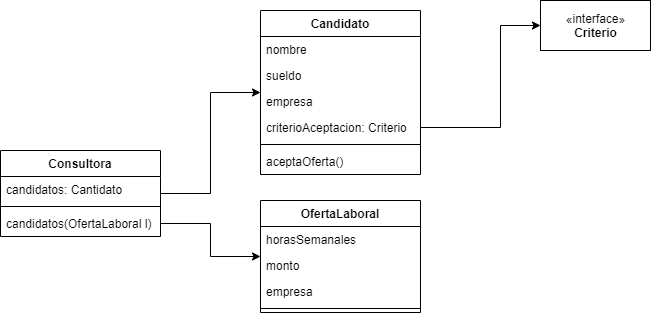 Candidato
nombre
sueldo
empresa
criterioAceptacion: Criterio
aceptaOferta()
«interface»
Criterio
Consultora
candidatos: Cantidato
candidatos(OfertaLaboral l)
OfertaLaboral
horasSemanales
monto
empresa